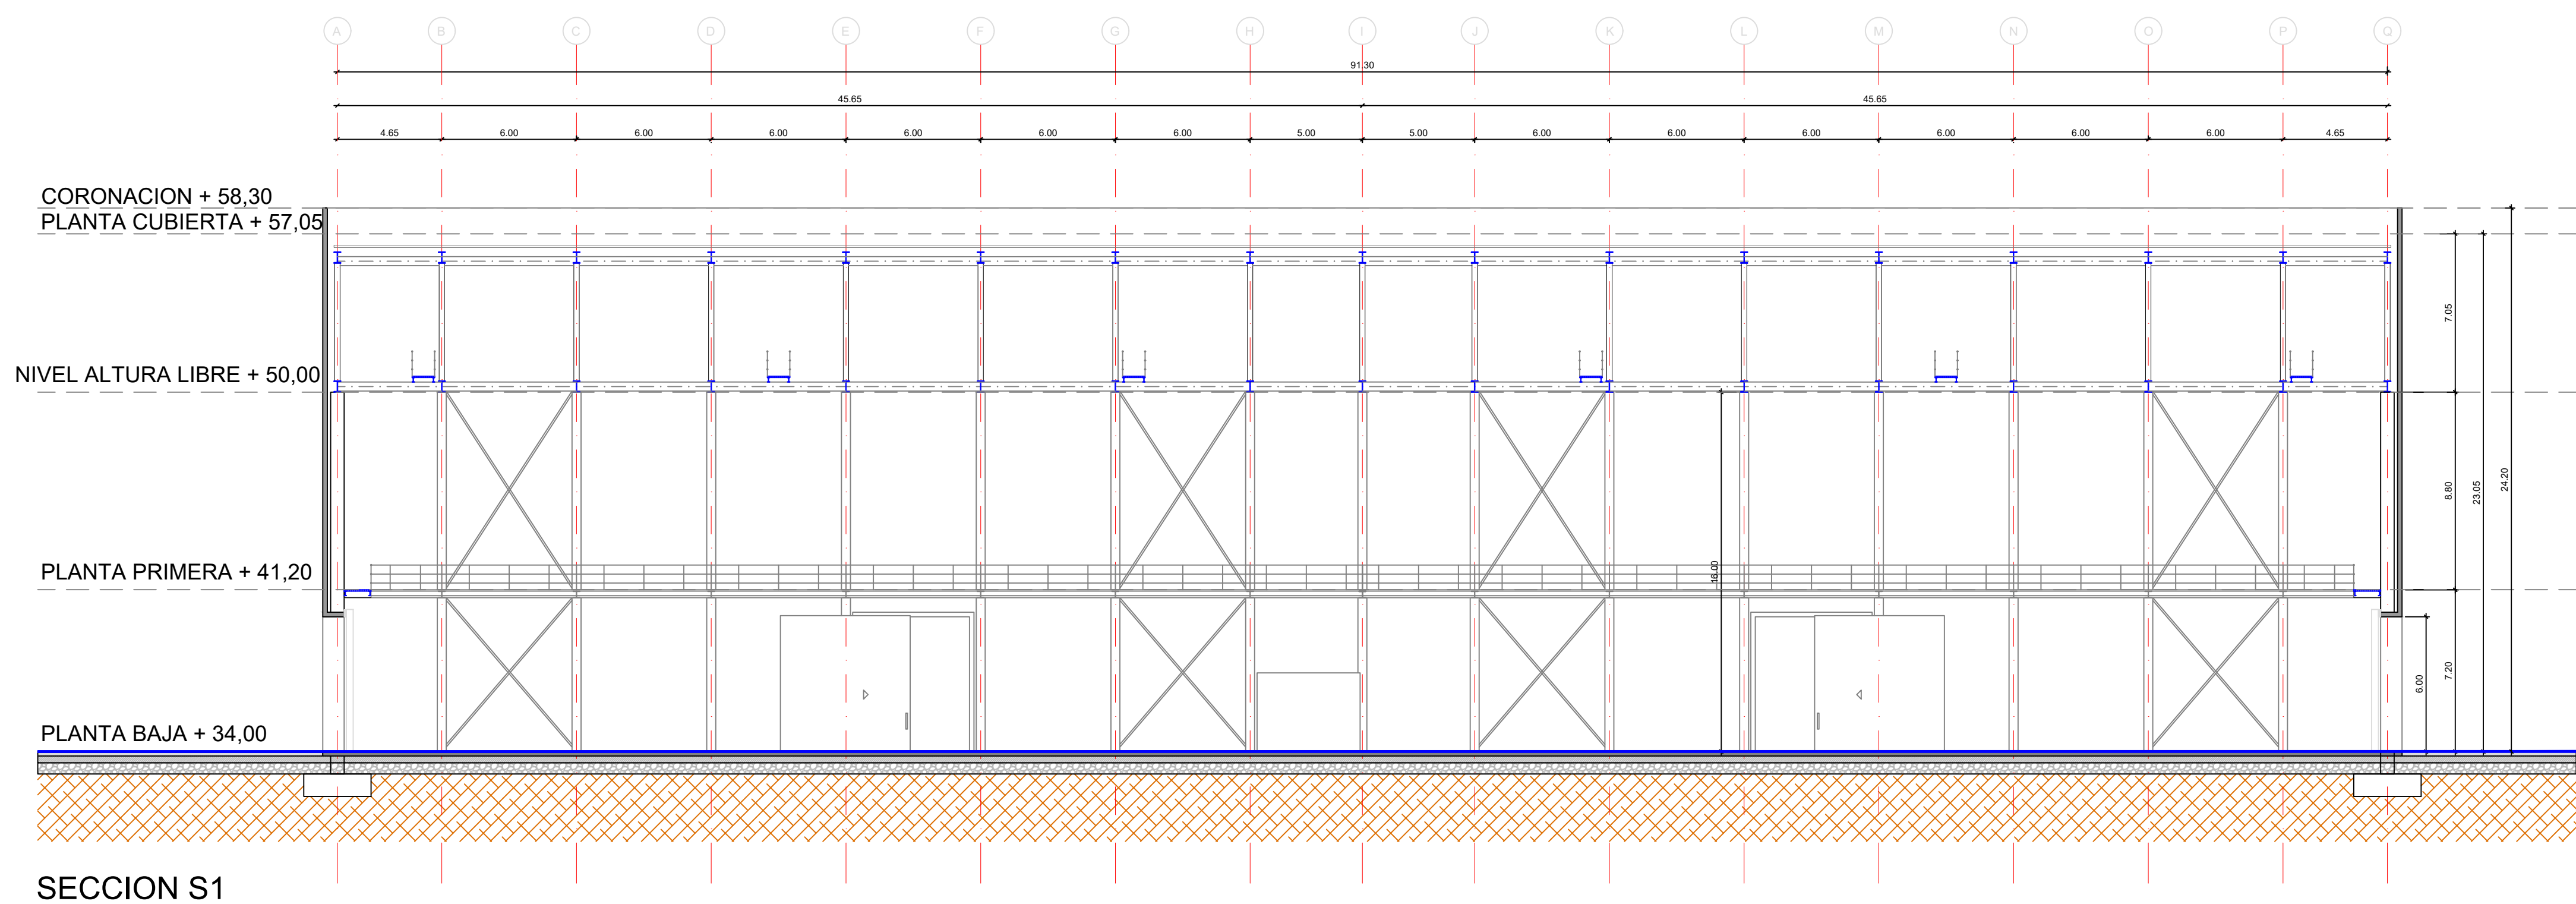 A B C D E F G H I J K L M N O P Q
91.30
45.65 45.65
4.65 6.00 6.00 6.00 6.00 6.00 6.00 5.00 5.00 6.00 6.00 6.00 6.00 6.00 6.00 4.65
CORONACION + 58,30
PLANTA CUBIERTA + 57,05
7.05
NIVEL ALTURA LIBRE + 50,00
8.80
23.05
24.20
PLANTA PRIMERA + 41,20
16.00
7.20
6.00
PLANTA BAJA + 34,00
SECCION S1